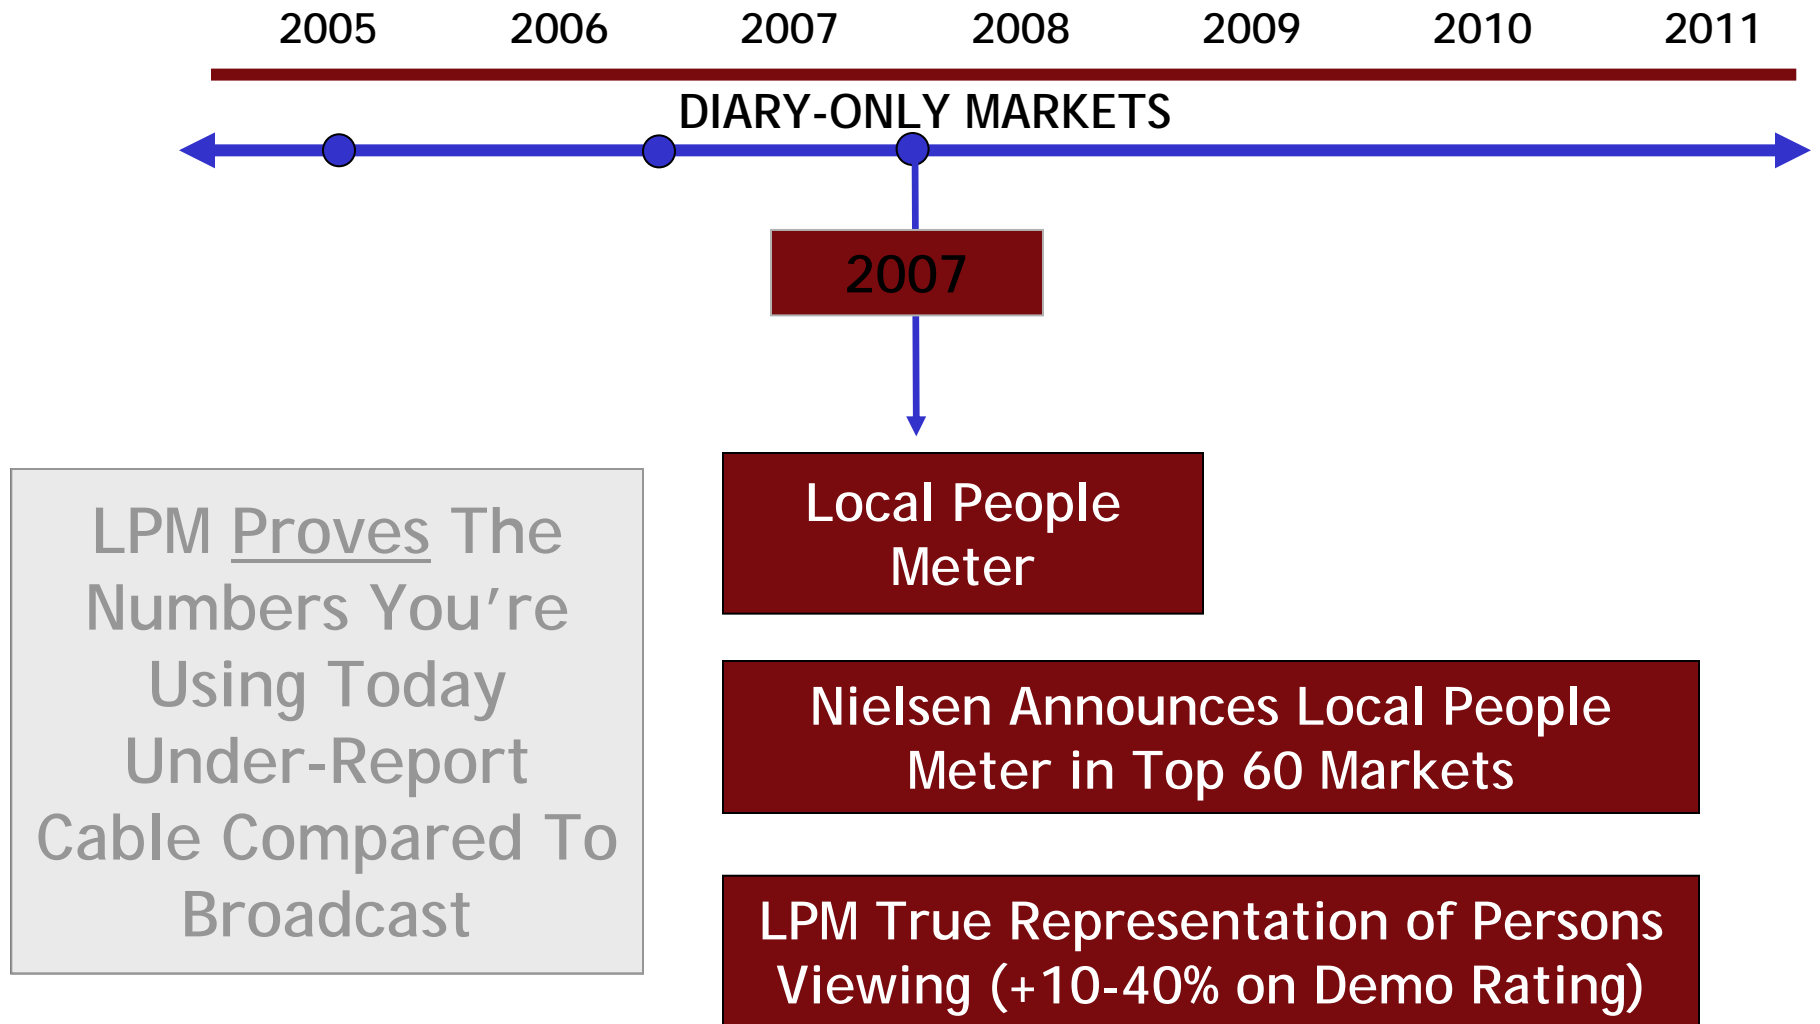 2005 2006 2007 2008 2009 2010 2011
DIARY-ONLY MARKETS
2007
LPM Proves The
Numbers You're
Using Today
Under-Report
Cable Compared To
Broadcast
Local People
Meter
Nielsen Announces Local People
Meter in Top 60 Markets
LPM True Representation of Persons
Viewing (+10-40% on Demo Rating)